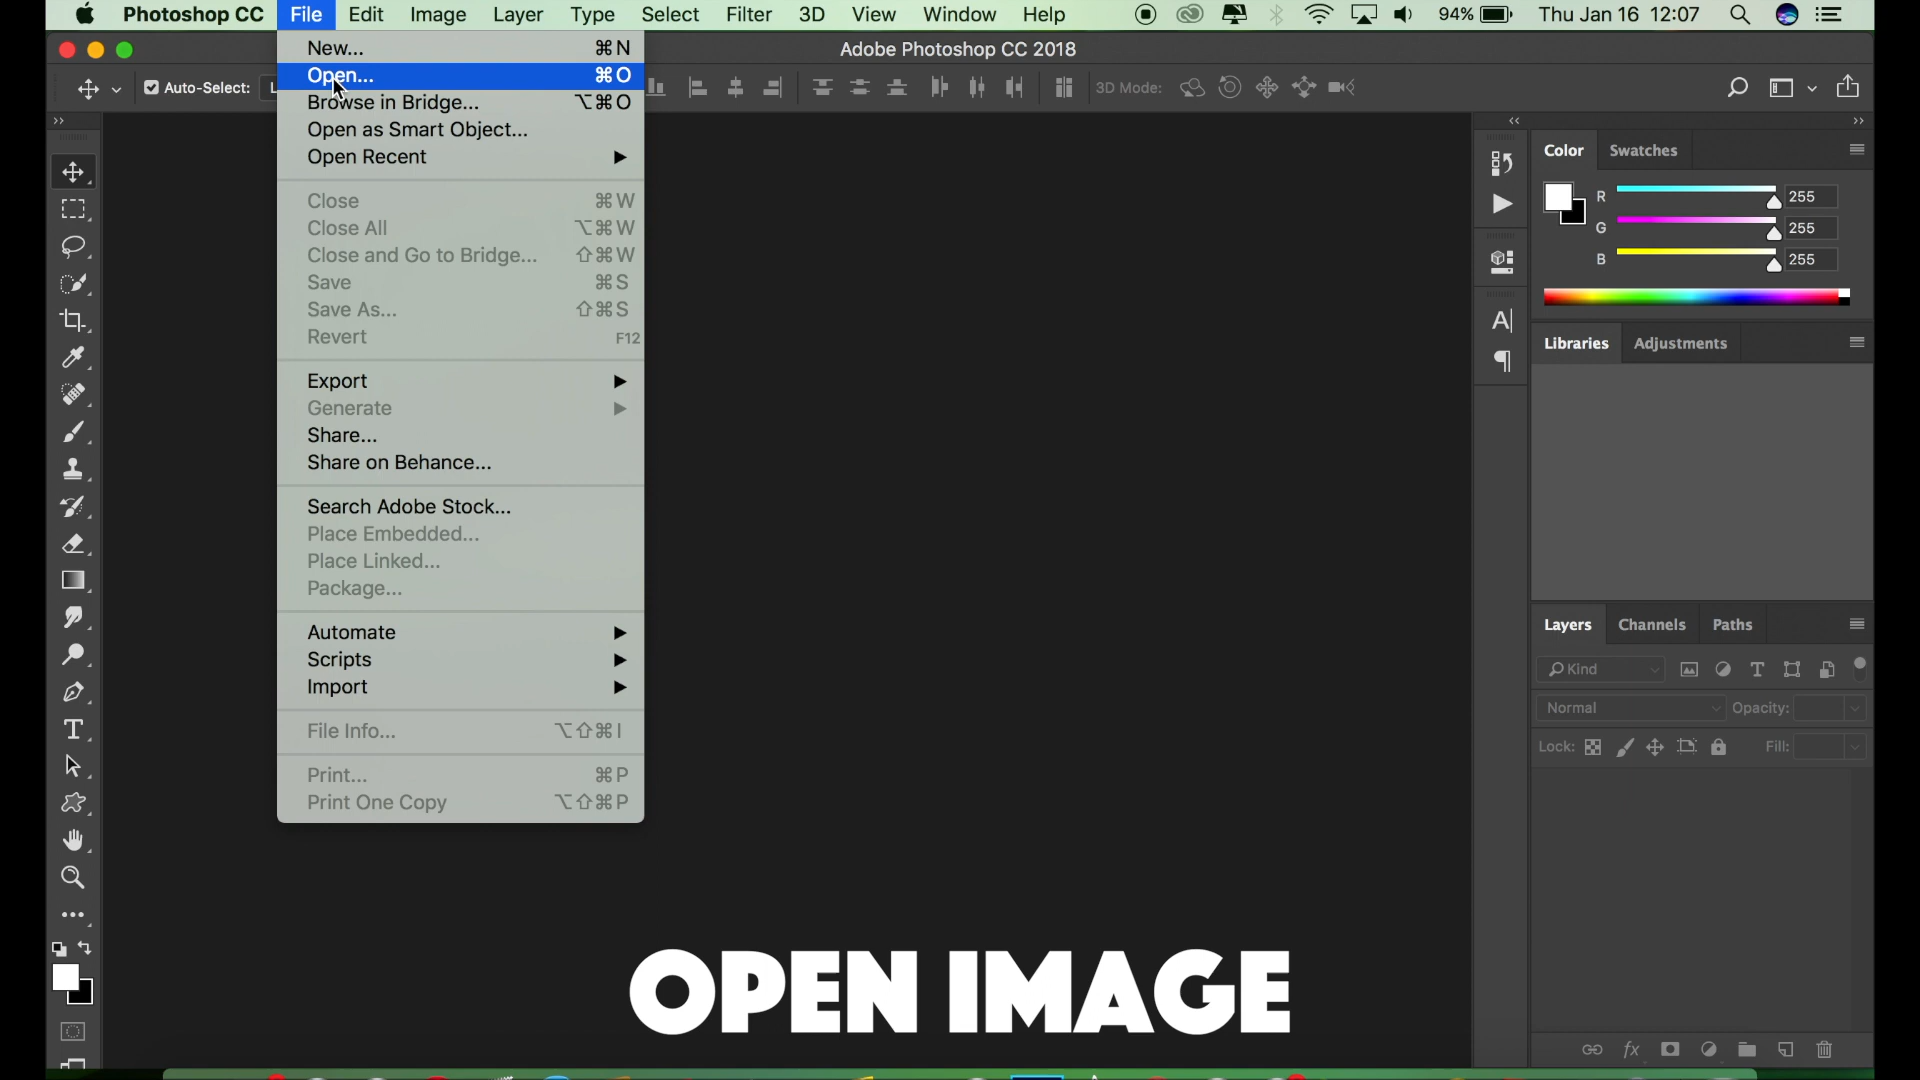 Photoshop CC File Edit Image Layer Type Select Filter 3D View Window Help 94% Thu Jan 16 12:07
Adobe Photoshop CC 2018
Auto-Select:
3D Mode:
New... ⌘N
Open... ⌘O
Browse in Bridge... ⌥⌘O
Open as Smart Object...
Open Recent ▶
Close ⌘W
Close All ⌥⌘W
Close and Go to Bridge... ⇧⌘W
Save ⌘S
Save As... ⇧⌘S
Revert F12
Export ▶
Generate ▶
Share...
Share on Behance...
Search Adobe Stock...
Place Embedded...
Place Linked...
Package...
Automate ▶
Scripts ▶
Import ▶
File Info... ⌥⇧⌘I
Print... ⌘P
Print One Copy ⌥⇧⌘P
Color Swatches
R 255
G 255
B 255
Libraries Adjustments
Layers Channels Paths
Kind
Normal Opacity:
Lock: Fill:
fx
OPEN IMAGE